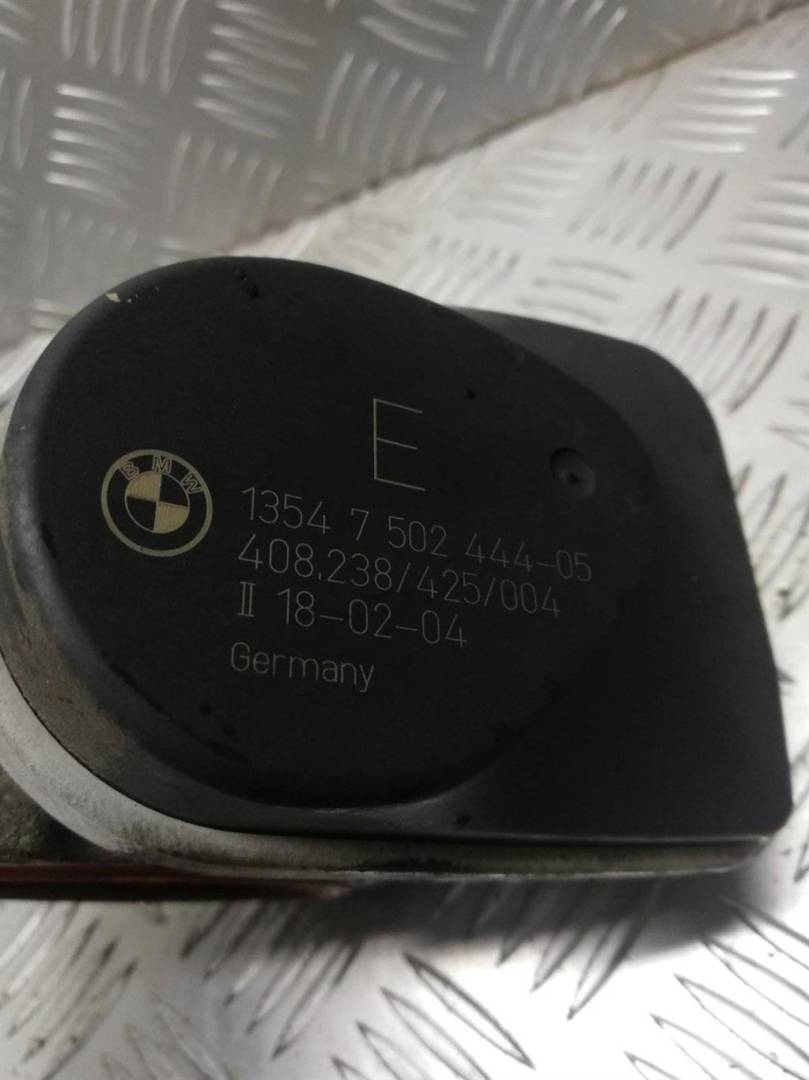 E
BMW
1354 7 502 444-05
408.238/425/004
II 18-02-04
Germany